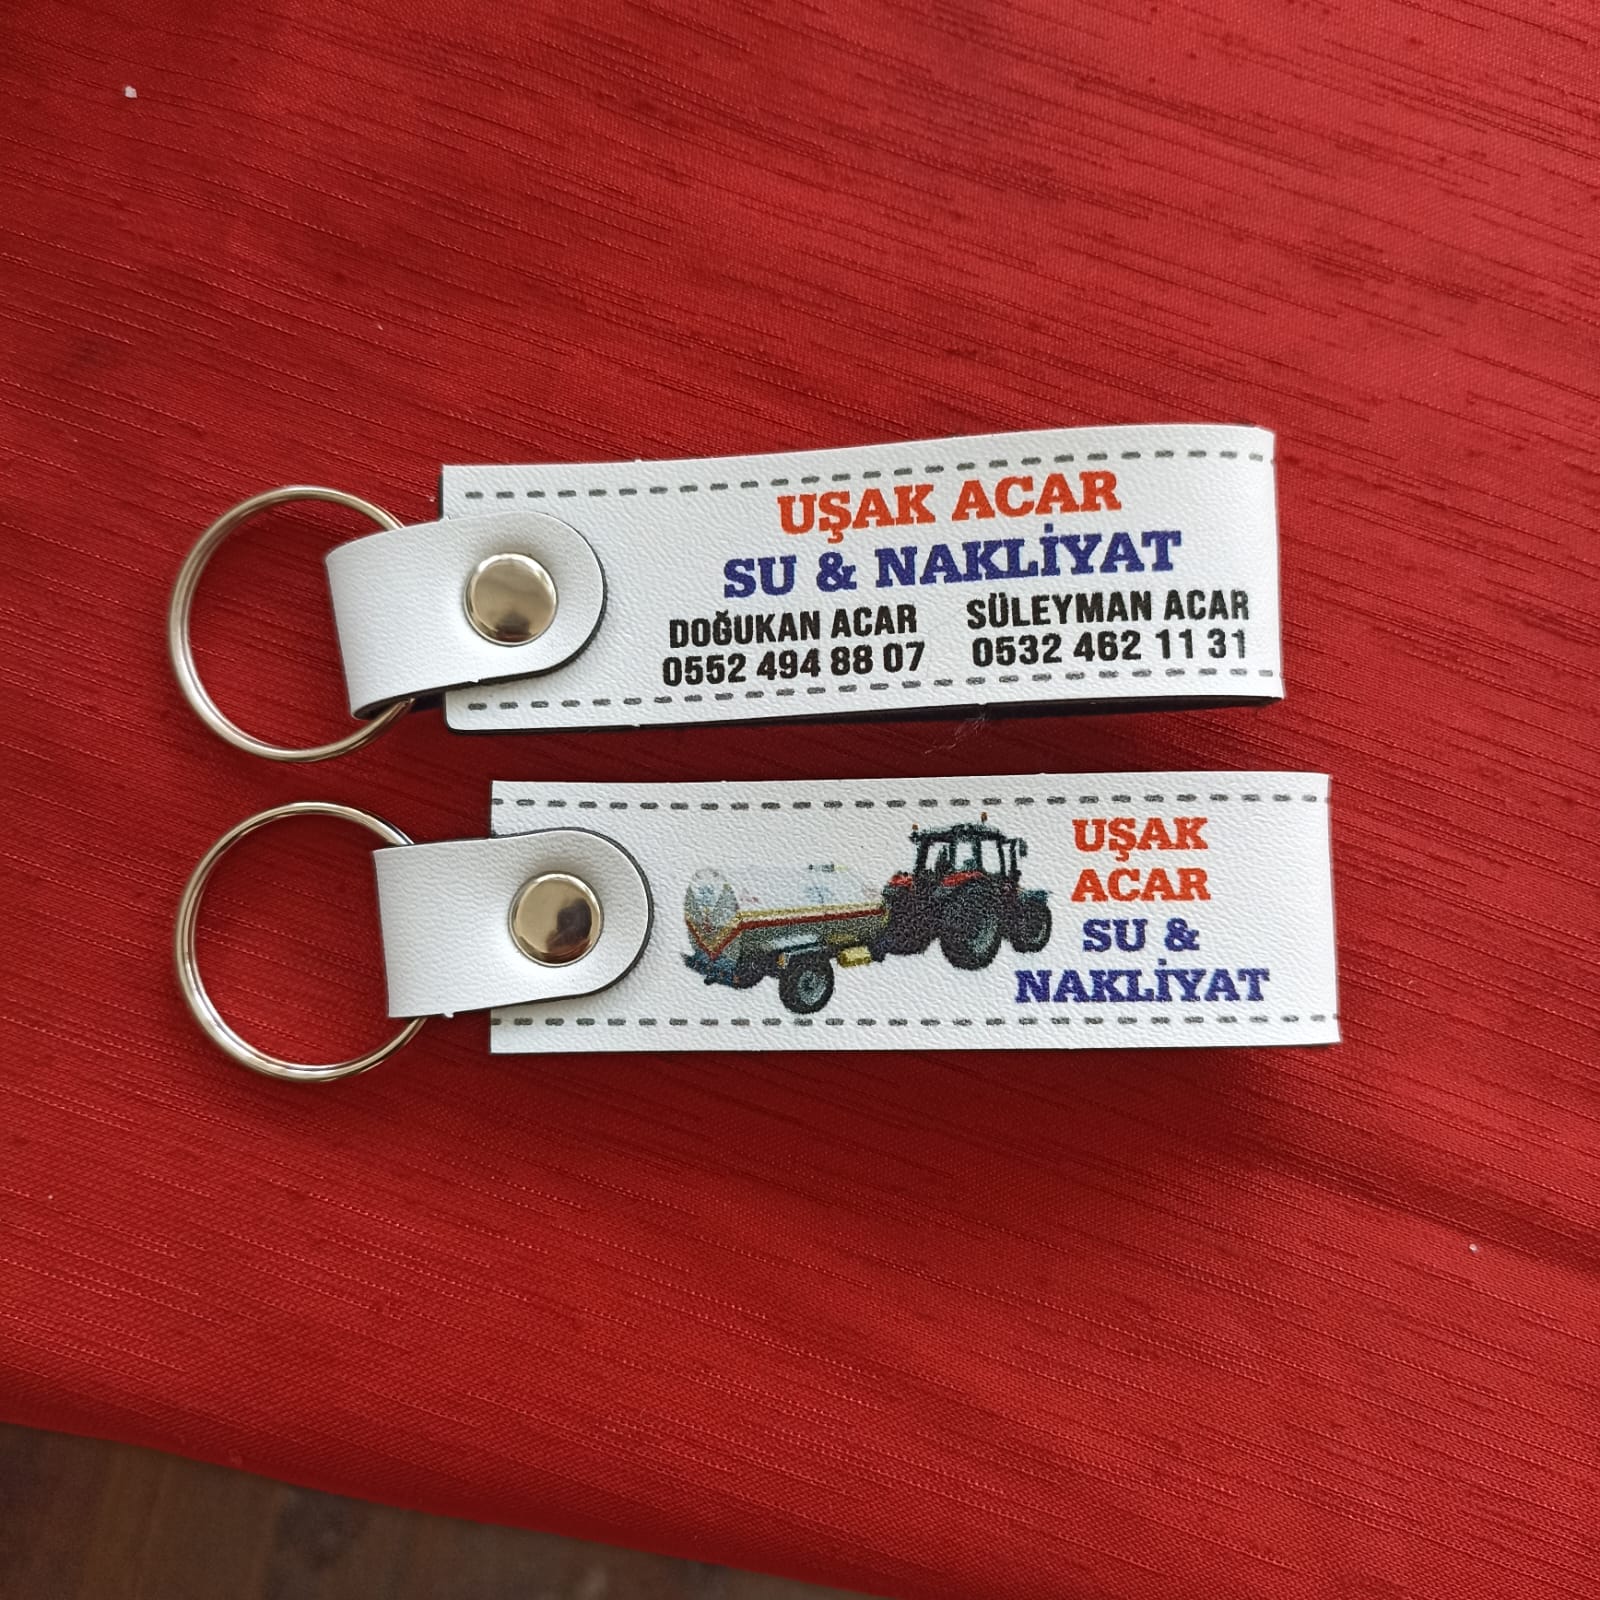 UŞAK ACAR
SU & NAKLİYAT
DOĞUKAN ACAR
0552 494 88 07
SÜLEYMAN ACAR
0532 462 11 31
UŞAK
ACAR
SU &
NAKLİYAT